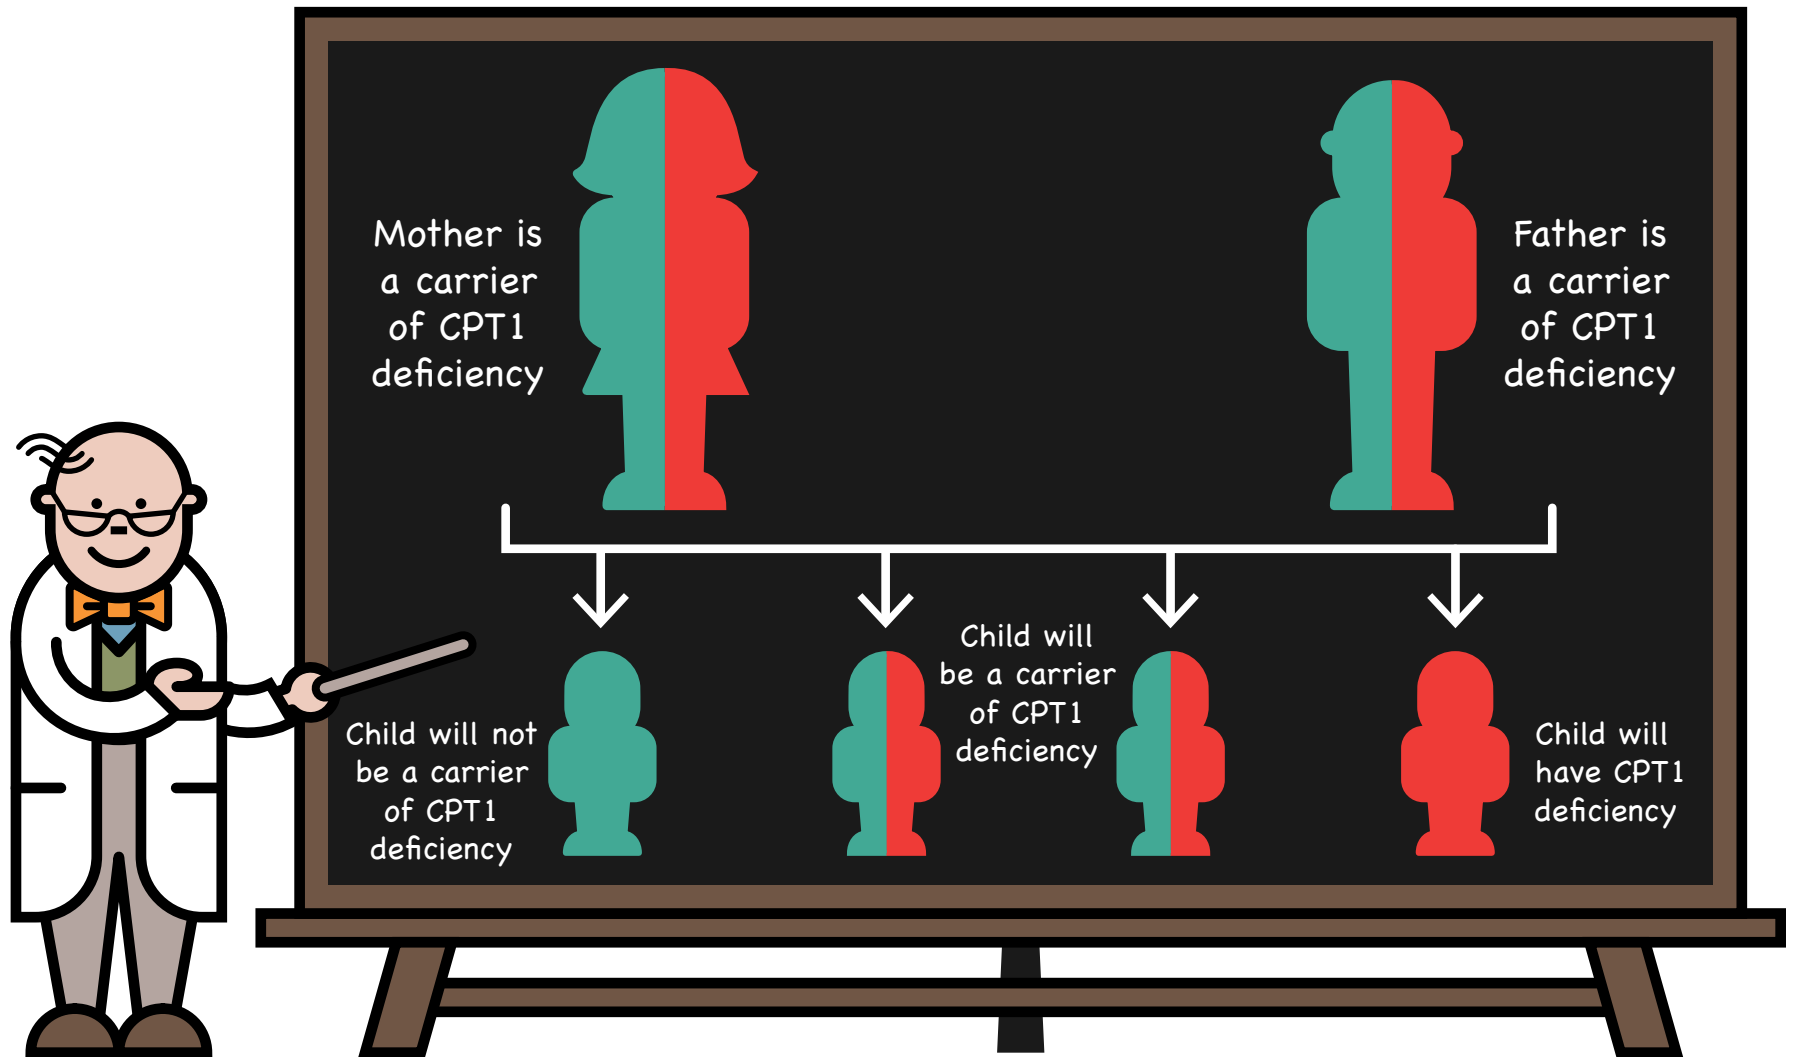 Mother is
a carrier
of CPT1
deficiency
Father is
a carrier
of CPT1
deficiency
Child will not
be a carrier
of CPT1
deficiency
Child will
be a carrier
of CPT1
deficiency
Child will
have CPT1
deficiency